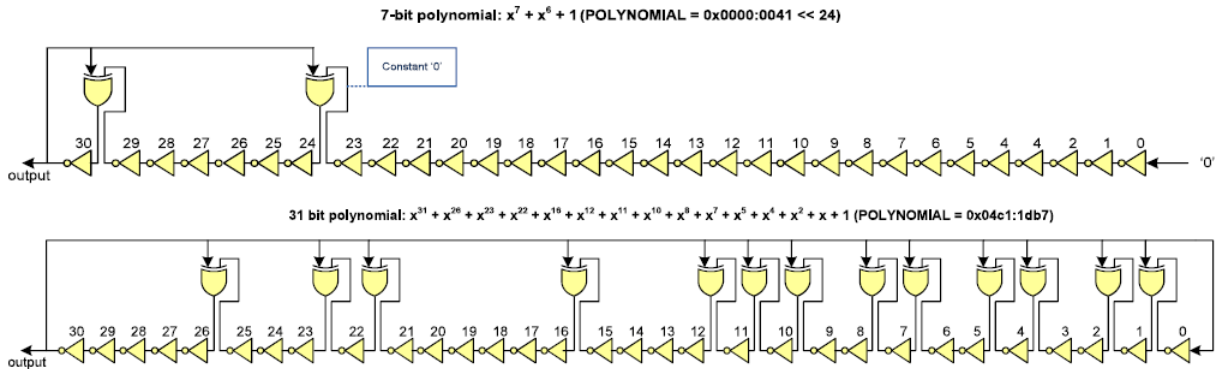 7-bit polynomial: x⁷ + x⁶ + 1 (POLYNOMIAL = 0x0000:0041 << 24)
Constant '0'
30 29 28 27 26 25 24 23 22 21 20 19 18 17 16 15 14 13 12 11 10 9 8 7 6 5 4 4 2 1 0
'0'
output
31 bit polynomial: x³¹ + x²⁶ + x²³ + x²² + x¹⁶ + x¹² + x¹¹ + x¹⁰ + x⁸ + x⁷ + x⁵ + x⁴ + x² + x + 1 (POLYNOMIAL = 0x04c1:1db7)
30 29 28 27 26 25 24 23 22 21 20 19 18 17 16 15 14 13 12 11 10 9 8 7 6 5 4 3 2 1 0
output